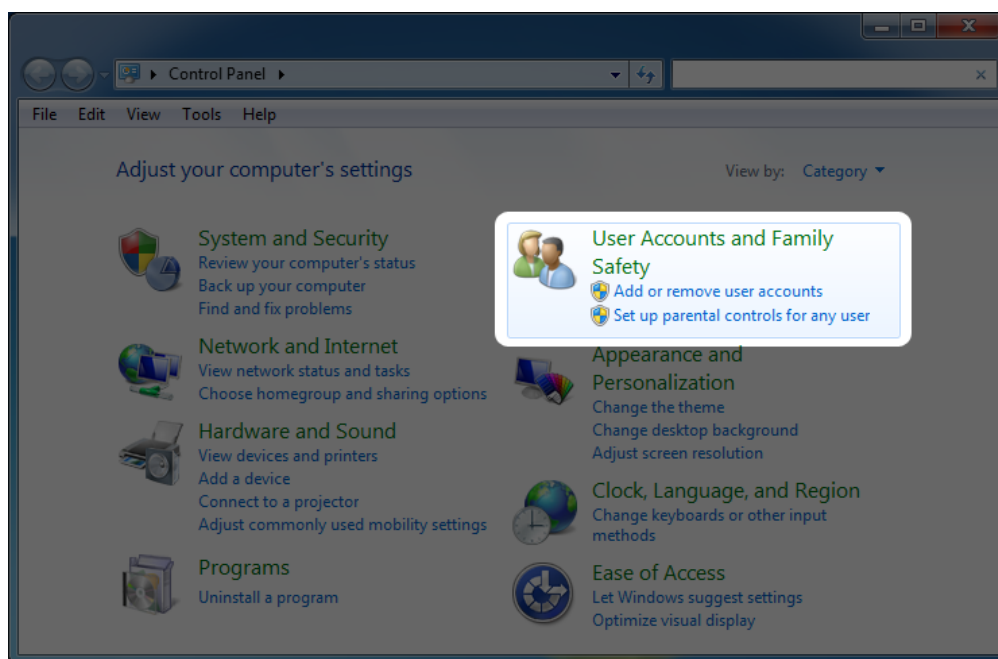 Control Panel
File Edit View Tools Help
Adjust your computer's settings
View by: Category
System and Security
Review your computer's status
Back up your computer
Find and fix problems
Network and Internet
View network status and tasks
Choose homegroup and sharing options
Hardware and Sound
View devices and printers
Add a device
Connect to a projector
Adjust commonly used mobility settings
Programs
Uninstall a program
User Accounts and Family
Safety
Add or remove user accounts
Set up parental controls for any user
Appearance and
Personalization
Change the theme
Change desktop background
Adjust screen resolution
Clock, Language, and Region
Change keyboards or other input
methods
Ease of Access
Let Windows suggest settings
Optimize visual display